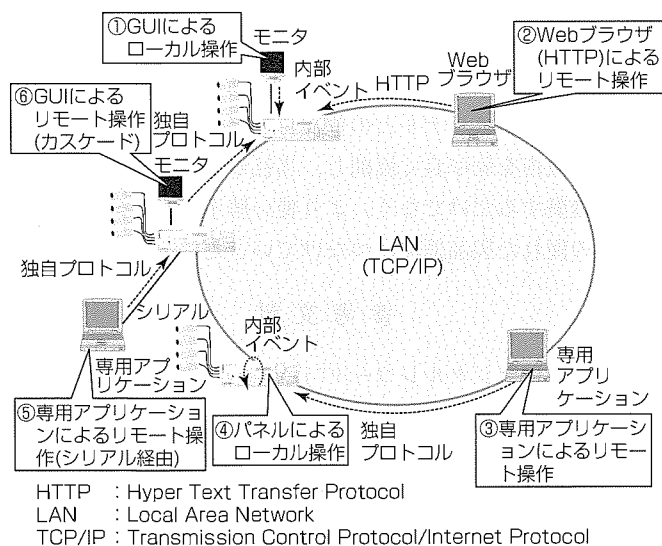 ①GUIによる
ローカル操作
モニタ
内部
イベント
HTTP
Web
ブラウザ
②Webブラウザ
(HTTP)による
リモート操作
⑥GUIによる
リモート操作
(カスケード)
独自
プロトコル
モニタ
LAN
(TCP/IP)
独自プロトコル
シリアル
内部
イベント
専用アプ
リケーション
専用
アプリ
ケーション
⑤専用アプリケーショ
ンによるリモート操
作(シリアル経由)
④パネルによる
ローカル操作
独自
プロトコル
③専用アプリケーシ
ョンによるリモー
ト操作
HTTP : Hyper Text Transfer Protocol
LAN : Local Area Network
TCP/IP : Transmission Control Protocol/Internet Protocol